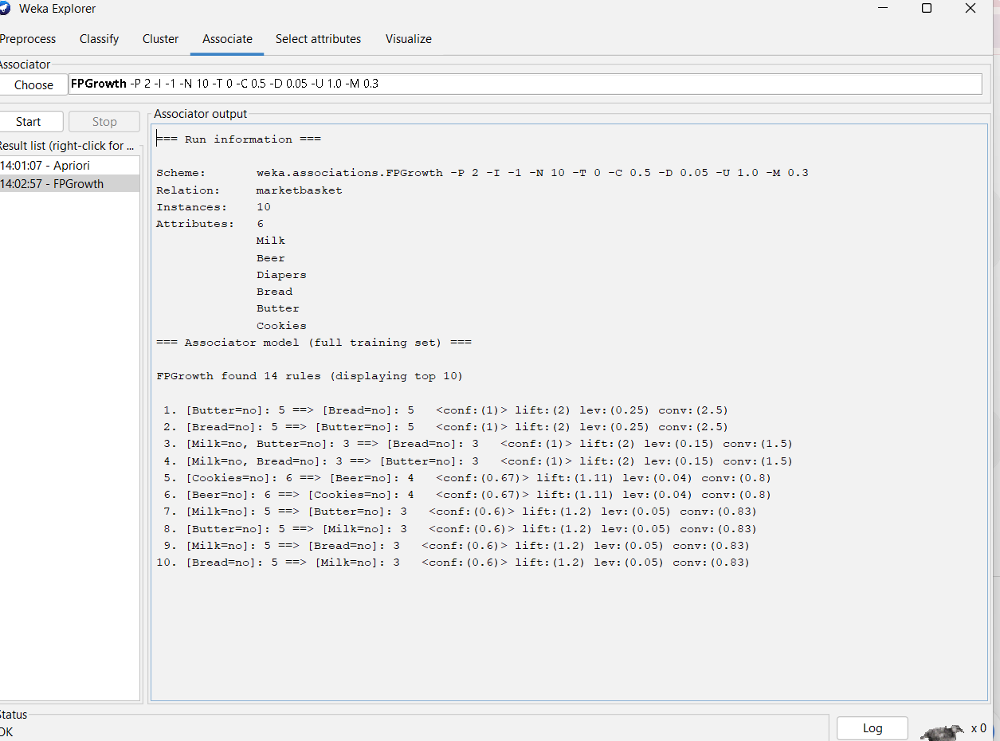 Weka Explorer
Preprocess Classify Cluster Associate Select attributes Visualize
Associator
Choose FPGrowth -P 2 -I -1 -N 10 -T 0 -C 0.5 -D 0.05 -U 1.0 -M 0.3
Start Stop
Result list (right-click for ...
14:01:07 - Apriori
14:02:57 - FPGrowth
Associator output
=== Run information ===
Scheme: weka.associations.FPGrowth -P 2 -I -1 -N 10 -T 0 -C 0.5 -D 0.05 -U 1.0 -M 0.3
Relation: marketbasket
Instances: 10
Attributes: 6
Milk
Beer
Diapers
Bread
Butter
Cookies
=== Associator model (full training set) ===
FPGrowth found 14 rules (displaying top 10)
1. [Butter=no]: 5 ==> [Bread=no]: 5 <conf:(1)> lift:(2) lev:(0.25) conv:(2.5)
2. [Bread=no]: 5 ==> [Butter=no]: 5 <conf:(1)> lift:(2) lev:(0.25) conv:(2.5)
3. [Milk=no, Butter=no]: 3 ==> [Bread=no]: 3 <conf:(1)> lift:(2) lev:(0.15) conv:(1.5)
4. [Milk=no, Bread=no]: 3 ==> [Butter=no]: 3 <conf:(1)> lift:(2) lev:(0.15) conv:(1.5)
5. [Cookies=no]: 6 ==> [Beer=no]: 4 <conf:(0.67)> lift:(1.11) lev:(0.04) conv:(0.8)
6. [Beer=no]: 6 ==> [Cookies=no]: 4 <conf:(0.67)> lift:(1.11) lev:(0.04) conv:(0.8)
7. [Milk=no]: 5 ==> [Butter=no]: 3 <conf:(0.6)> lift:(1.2) lev:(0.05) conv:(0.83)
8. [Butter=no]: 5 ==> [Milk=no]: 3 <conf:(0.6)> lift:(1.2) lev:(0.05) conv:(0.83)
9. [Milk=no]: 5 ==> [Bread=no]: 3 <conf:(0.6)> lift:(1.2) lev:(0.05) conv:(0.83)
10. [Bread=no]: 5 ==> [Milk=no]: 3 <conf:(0.6)> lift:(1.2) lev:(0.05) conv:(0.83)
Status
OK
Log x 0